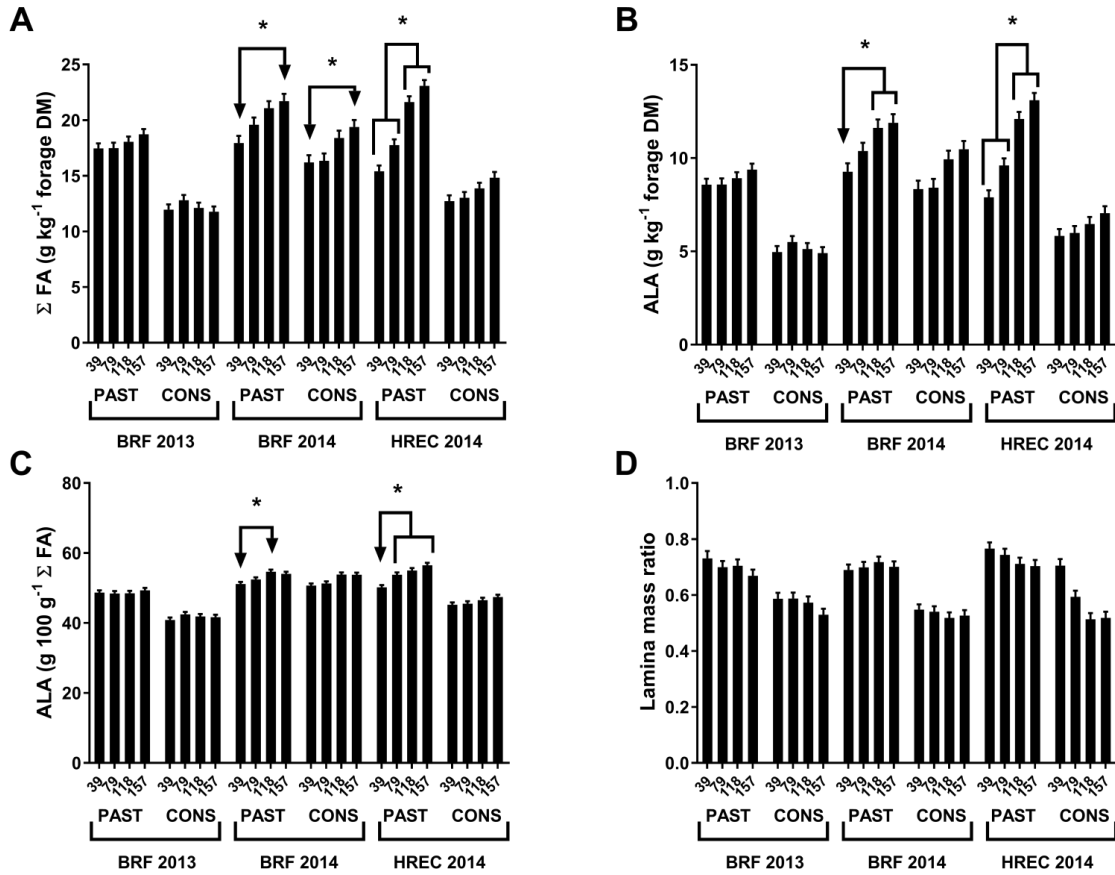 A
Σ FA (g kg-1 forage DM)
25
20
15
10
5
0
*
*
*
39 79 118 157 39 79 118 157 39 79 118 157 39 79 118 157 39 79 118 157 39 79 118 157
PAST CONS PAST CONS PAST CONS
BRF 2013 BRF 2014 HREC 2014
B
ALA (g kg-1 forage DM)
15
10
5
0
*
*
39 79 118 157 39 79 118 157 39 79 118 157 39 79 118 157 39 79 118 157 39 79 118 157
PAST CONS PAST CONS PAST CONS
BRF 2013 BRF 2014 HREC 2014
C
ALA (g 100 g-1 Σ FA)
80
60
40
20
0
*
*
39 79 118 157 39 79 118 157 39 79 118 157 39 79 118 157 39 79 118 157 39 79 118 157
PAST CONS PAST CONS PAST CONS
BRF 2013 BRF 2014 HREC 2014
D
Lamina mass ratio
1.0
0.8
0.6
0.4
0.2
0.0
39 79 118 157 39 79 118 157 39 79 118 157 39 79 118 157 39 79 118 157 39 79 118 157
PAST CONS PAST CONS PAST CONS
BRF 2013 BRF 2014 HREC 2014